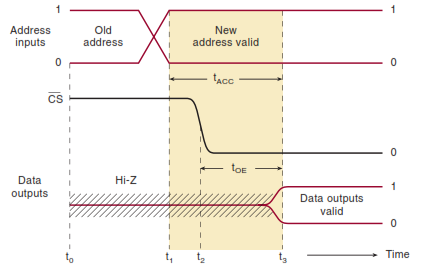 1
Address
inputs
0
Old
address
New
address valid
1
0
tACC
CS
0
tOE
Data
outputs
Hi-Z
1
Data outputs
valid
0
t0
t1
t2
t3
Time